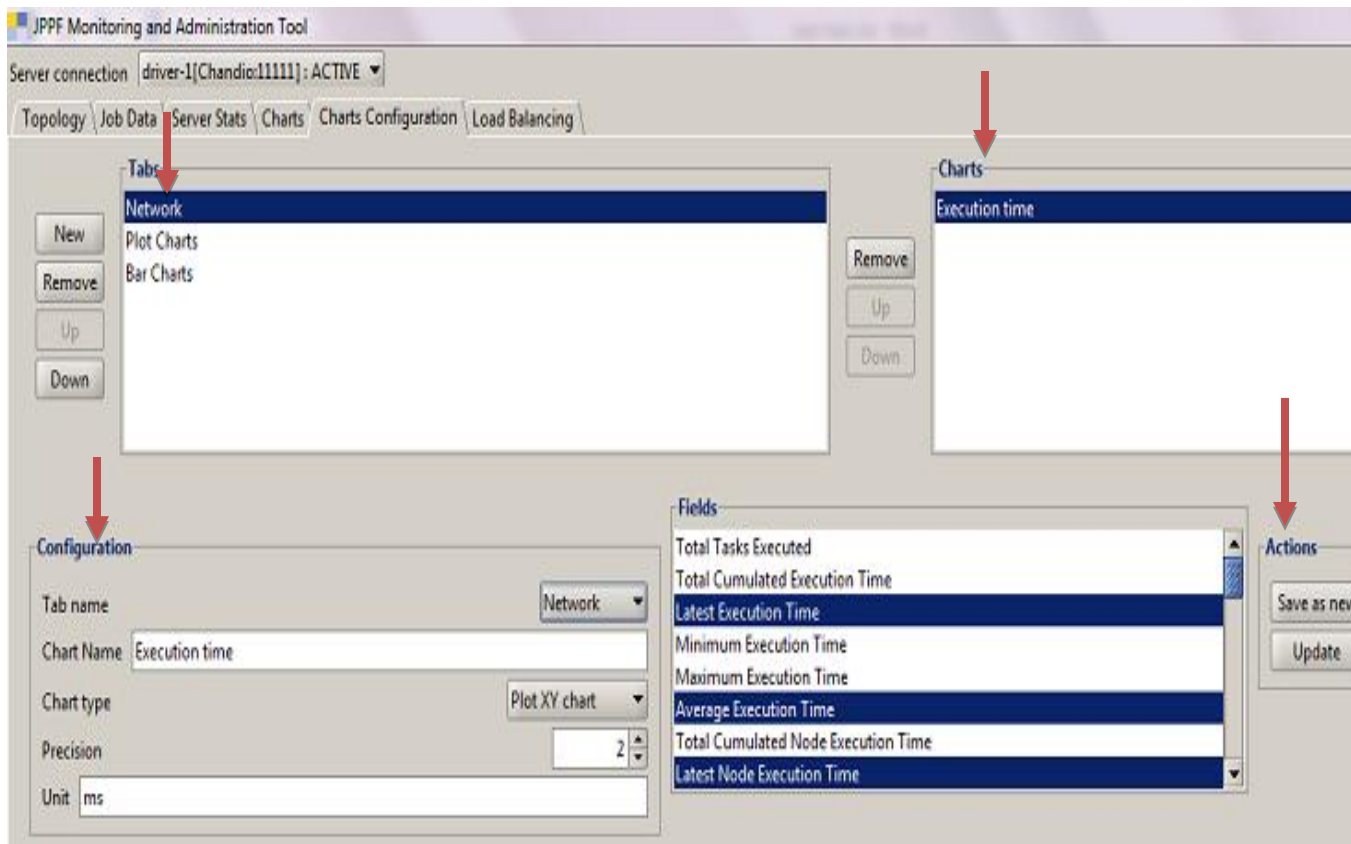 JPPF Monitoring and Administration Tool
Server connection driver-1[Chandio:11111] : ACTIVE
Topology Job Data Server Stats Charts Charts Configuration Load Balancing
Tabs
New
Remove
Up
Down
Network
Plot Charts
Bar Charts
Charts
Remove
Up
Down
Execution time
Configuration
Tab name Network
Chart Name Execution time
Chart type Plot XY chart
Precision 2
Unit ms
Fields
Total Tasks Executed
Total Cumulated Execution Time
Latest Execution Time
Minimum Execution Time
Maximum Execution Time
Average Execution Time
Total Cumulated Node Execution Time
Latest Node Execution Time
Actions
Save as new
Update